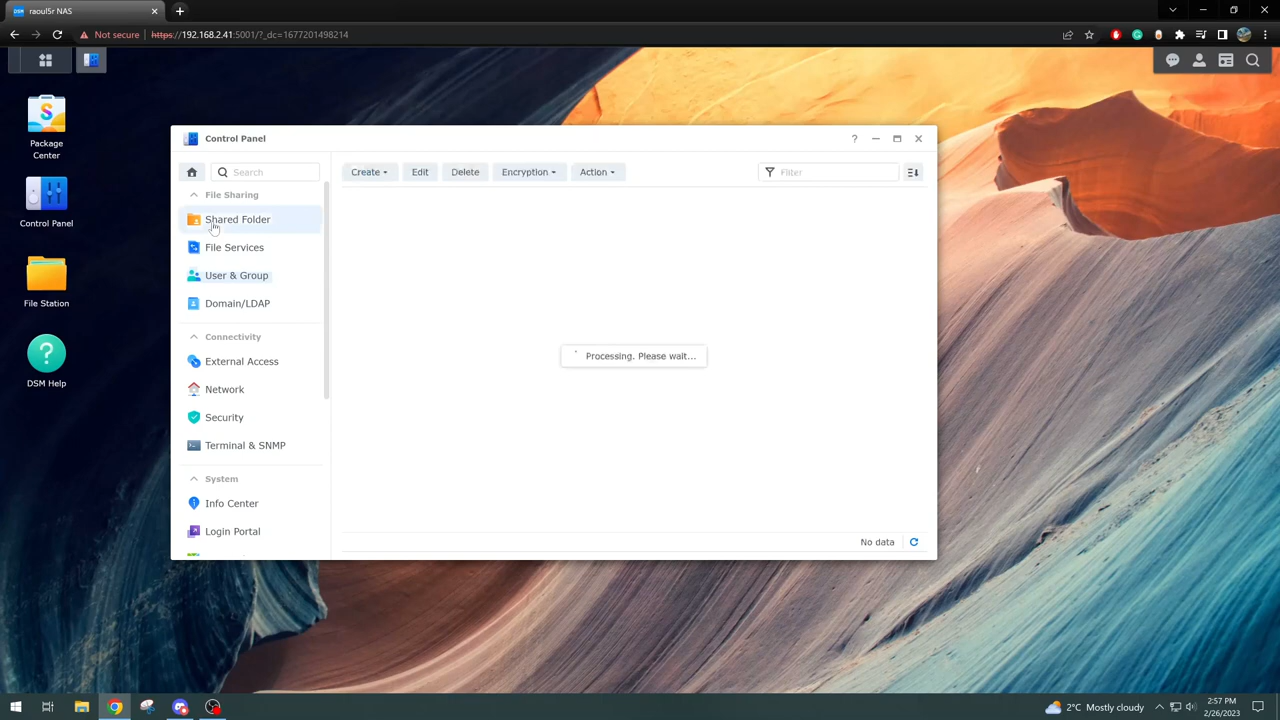 DSM
raoul5r NAS
Not secure
https://192.168.2.41:5001/?_dc=1677201498214
Package
Center
Control Panel
File Station
?
DSM Help
Control Panel
?
Search
Create
Edit
Delete
Encryption
Action
Filter
File Sharing
Shared Folder
File Services
User & Group
Domain/LDAP
Connectivity
External Access
Network
Security
Terminal & SNMP
System
Info Center
Login Portal
Processing. Please wait...
No data
2°C Mostly cloudy
2:57 PM
2/26/2023